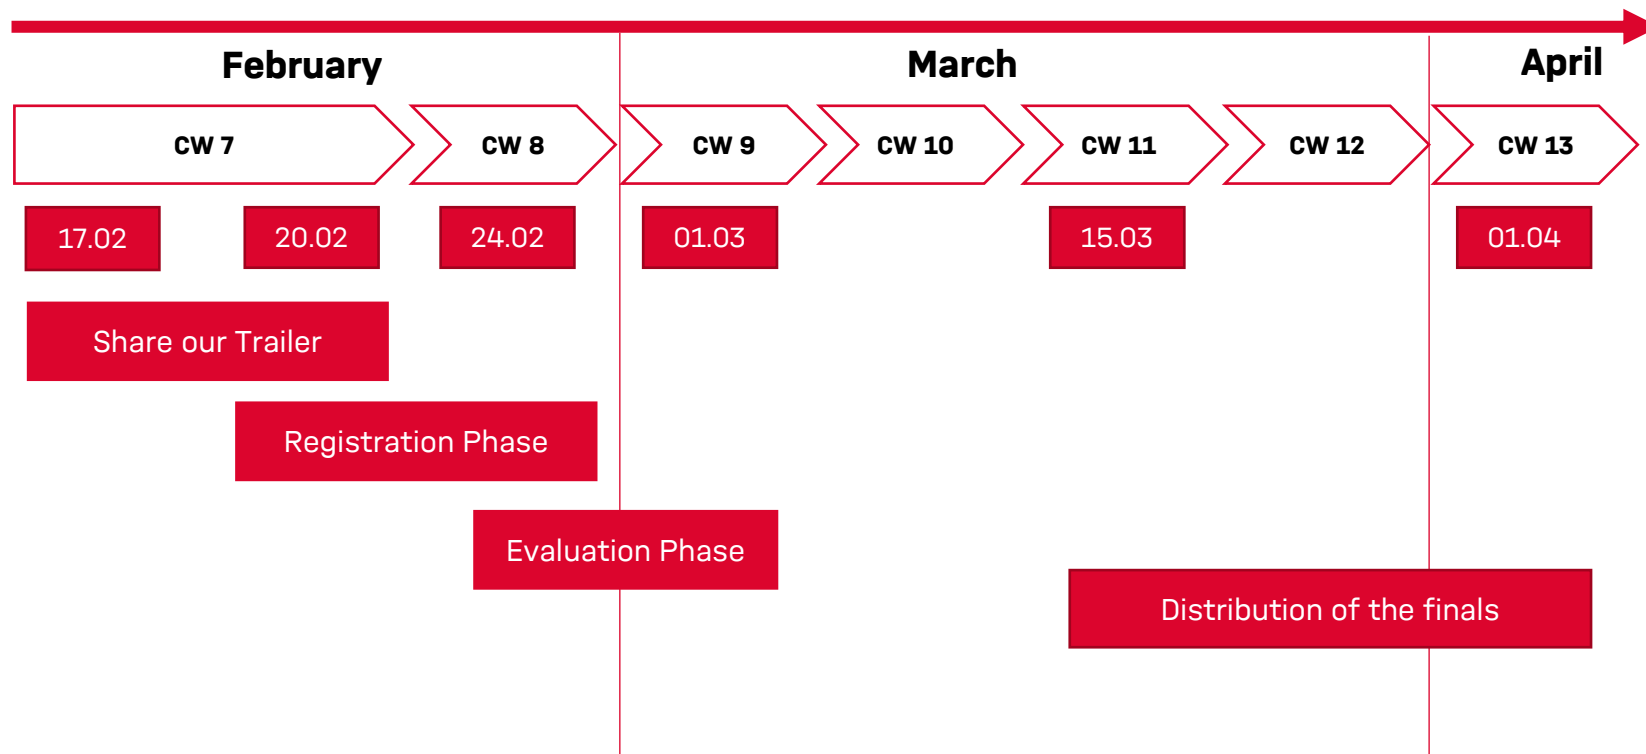 February
March
April
CW 7
CW 8
CW 9
CW 10
CW 11
CW 12
CW 13
17.02
20.02
24.02
01.03
15.03
01.04
Share our Trailer
Registration Phase
Evaluation Phase
Distribution of the finals